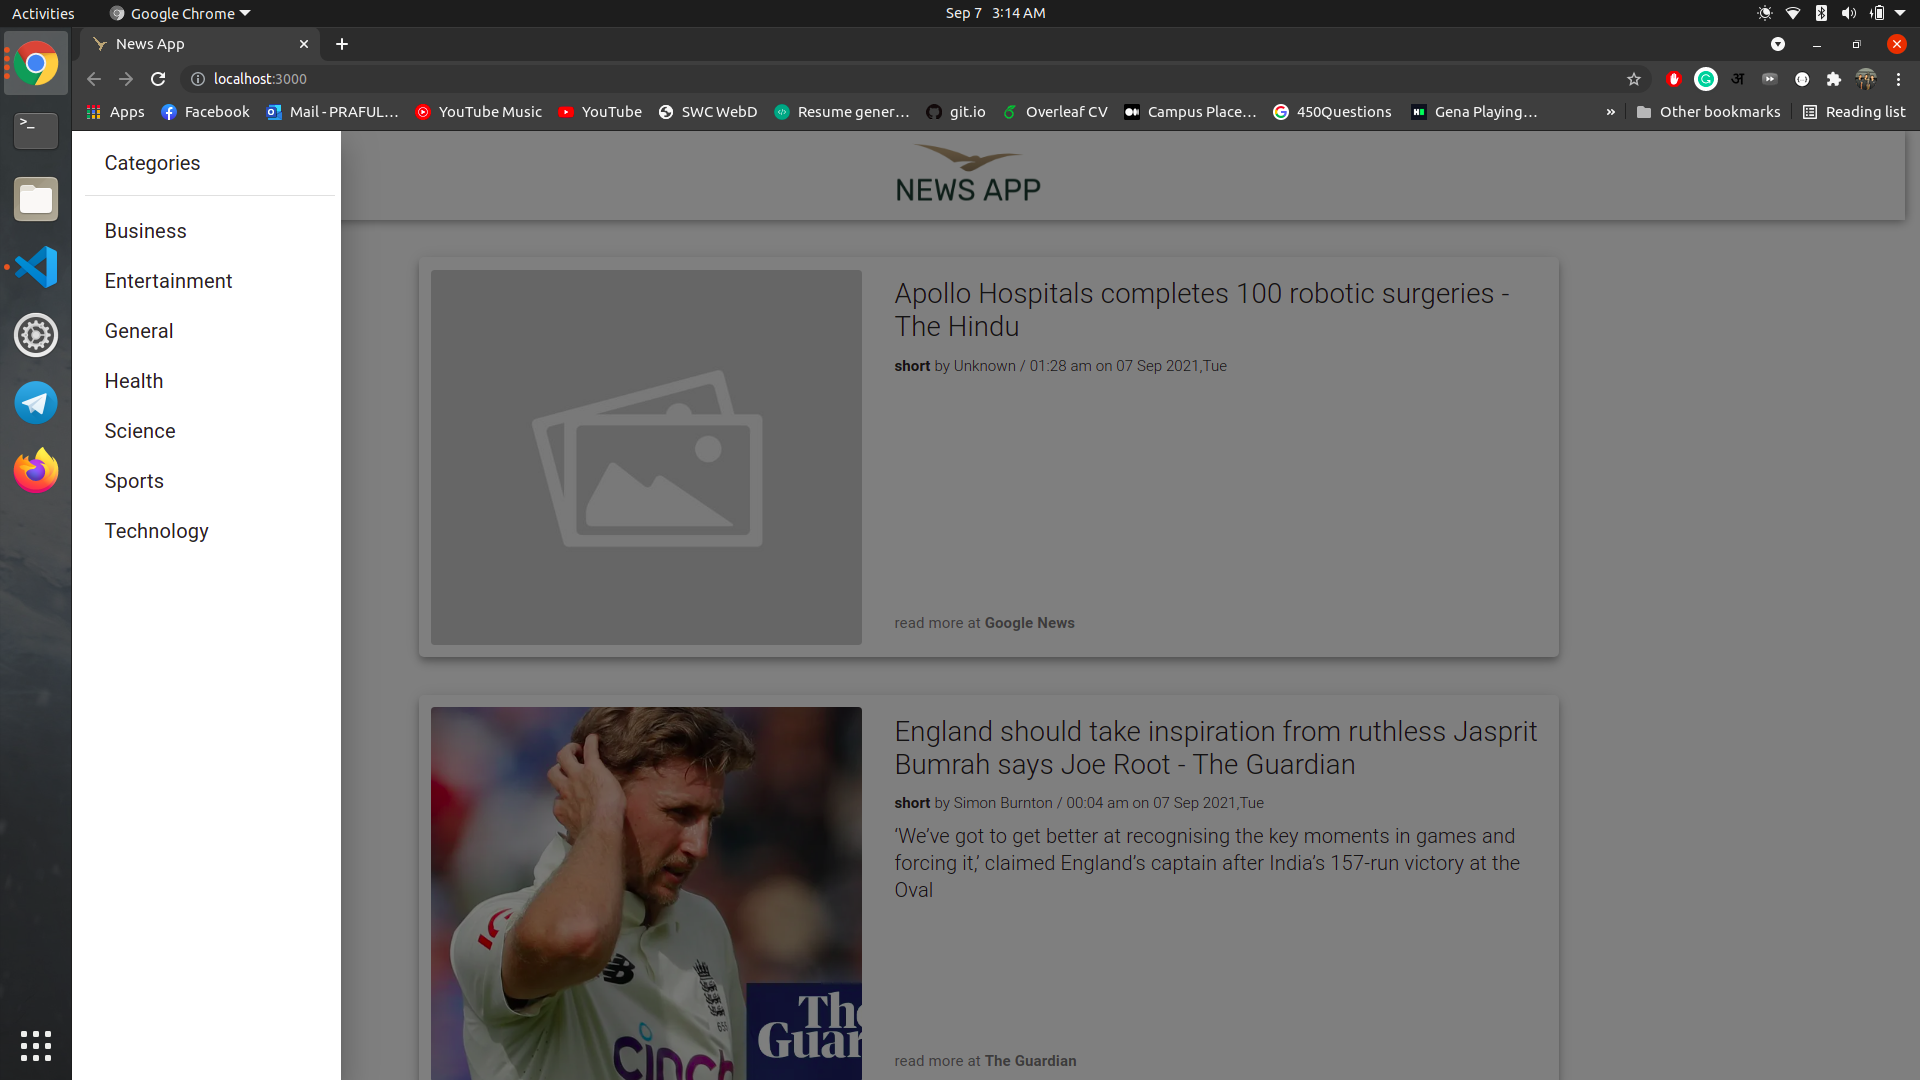 Activities
Google Chrome
Sep 7 3:14 AM
News App
localhost:3000
Apps
Facebook
Mail - PRAFUL...
YouTube Music
YouTube
SWC WebD
Resume gener...
git.io
Overleaf CV
Campus Place...
450Questions
Gena Playing...
»
Other bookmarks
Reading list
Categories
Business
Entertainment
General
Health
Science
Sports
Technology
NEWS APP
Apollo Hospitals completes 100 robotic surgeries -
The Hindu
short by Unknown / 01:28 am on 07 Sep 2021,Tue
read more at Google News
England should take inspiration from ruthless Jasprit
Bumrah says Joe Root - The Guardian
short by Simon Burnton / 00:04 am on 07 Sep 2021,Tue
‘We’ve got to get better at recognising the key moments in games and
forcing it,’ claimed England’s captain after India’s 157-run victory at the
Oval
read more at The Guardian
cinch
The
Guar